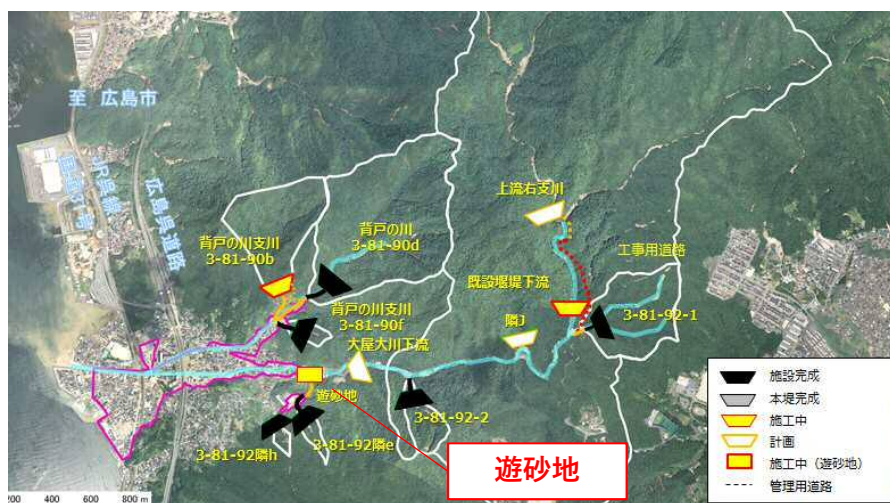 至 広島市
JR呉線
国道31号
広島呉道路
背戸の川支川
3-81-90b
背戸の川
3-81-90d
背戸の川支川
3-81-90f
大屋大川下流
遊砂地
3-81-92隣h
3-81-92隣e
3-81-92-2
隣J
上流右支川
既設堰堤下流
工事用道路
3-81-92-1
遊砂地
施設完成
本堤完成
施工中
計画
施工中（遊砂地）
管理用道路
200 400 600 800 m